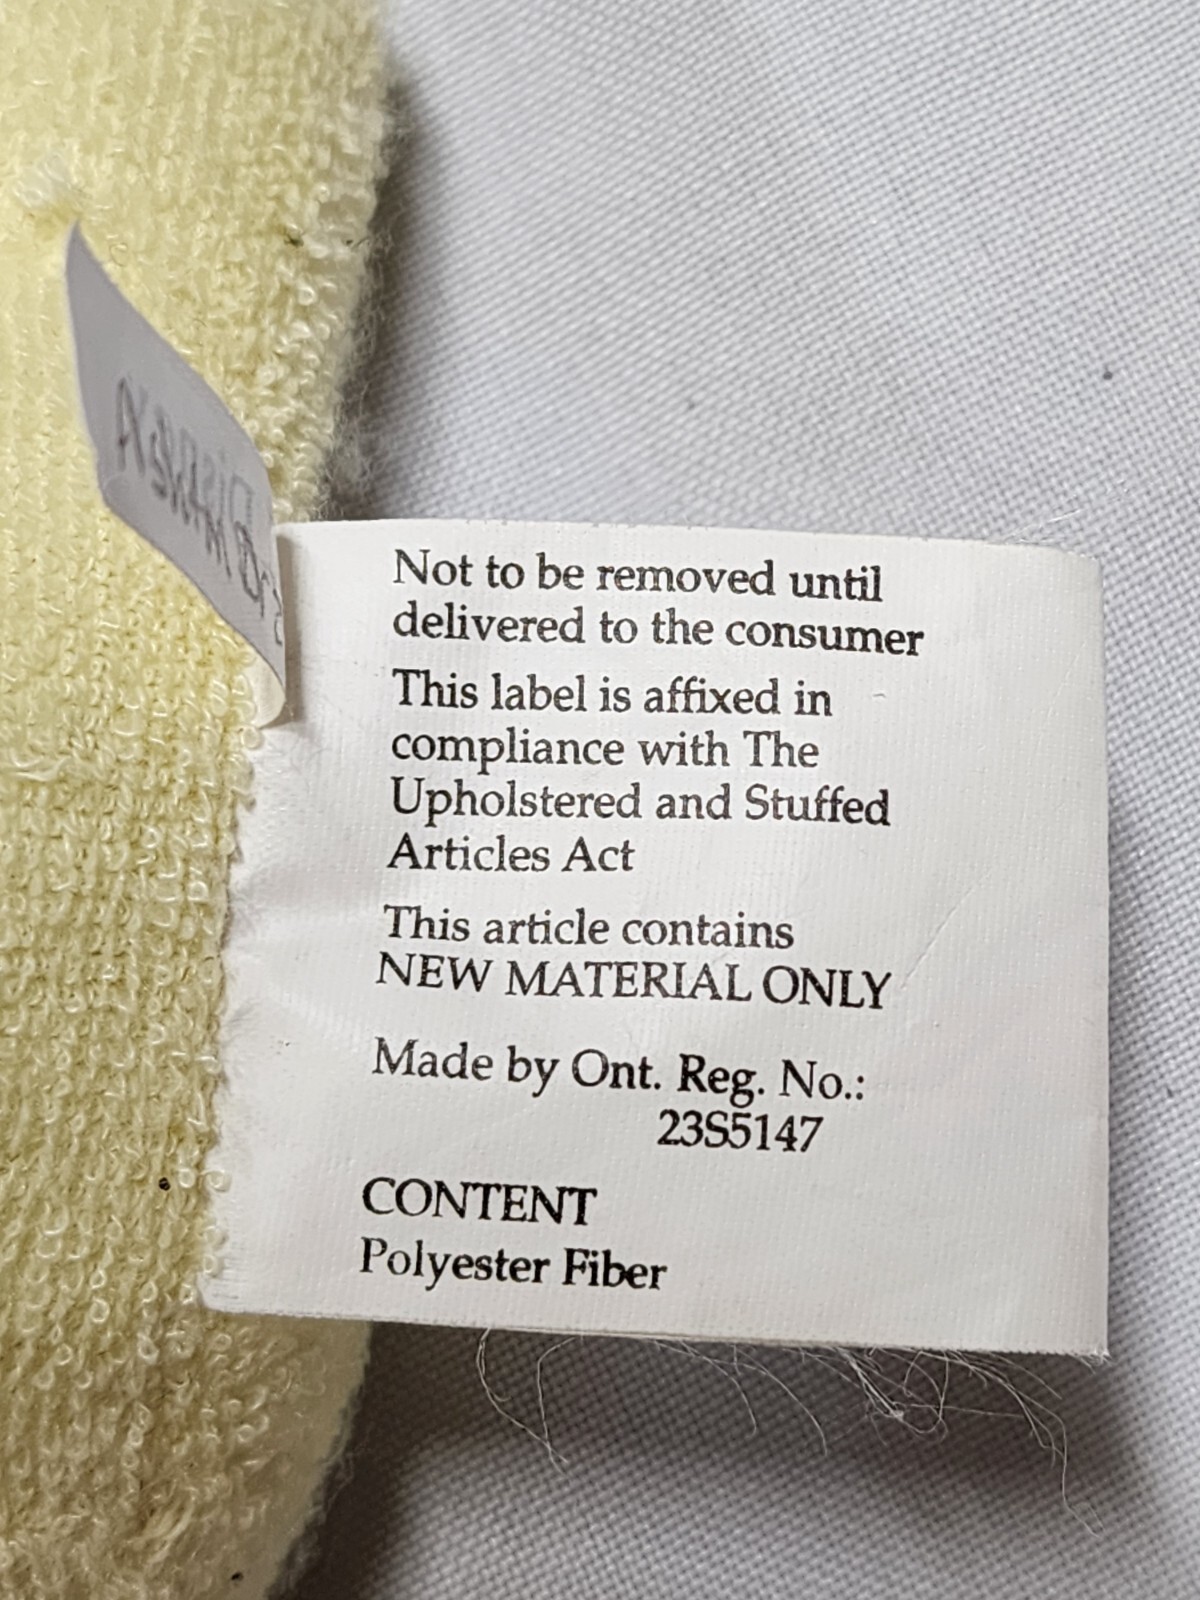 Not to be removed until
delivered to the consumer
This label is affixed in
compliance with The
Upholstered and Stuffed
Articles Act
This article contains
NEW MATERIAL ONLY
Made by Ont. Reg. No.:
23S5147
CONTENT
Polyester Fiber